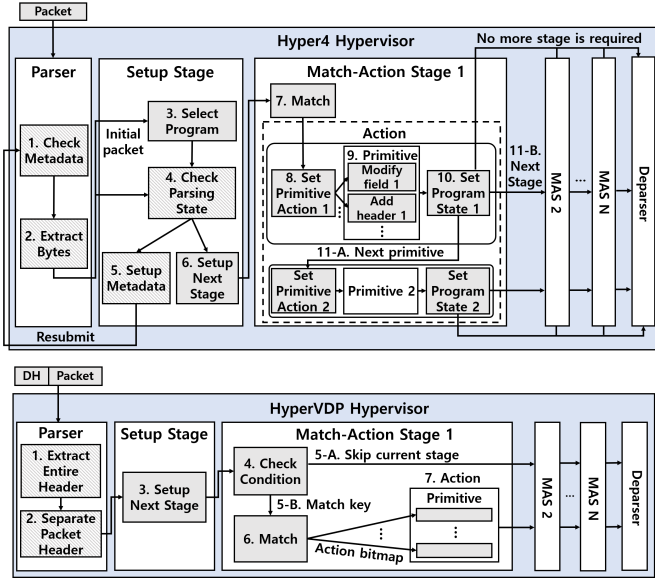 Packet
Hyper4 Hypervisor
No more stage is required
Parser
Setup Stage
Match-Action Stage 1
1. Check
Metadata
2. Extract
Bytes
Initial
packet
3. Select
Program
4. Check
Parsing
State
5. Setup
Metadata
6. Setup
Next
Stage
Resubmit
7. Match
Action
8. Set
Primitive
Action 1
9. Primitive
Modify
field 1
Add
header 1
10. Set
Program
State 1
11-B.
Next
Stage
11-A. Next primitive
Set
Primitive
Action 2
Primitive 2
Set
Program
State 2
MAS 2
...
MAS N
Deparser
DH
Packet
HyperVDP Hypervisor
Parser
Setup Stage
Match-Action Stage 1
1. Extract
Entire
Header
2. Separate
Packet
Header
3. Setup
Next Stage
4. Check
Condition
5-A. Skip current stage
5-B. Match key
6. Match
Action bitmap
7. Action
Primitive
MAS 2
...
MAS N
Deparser